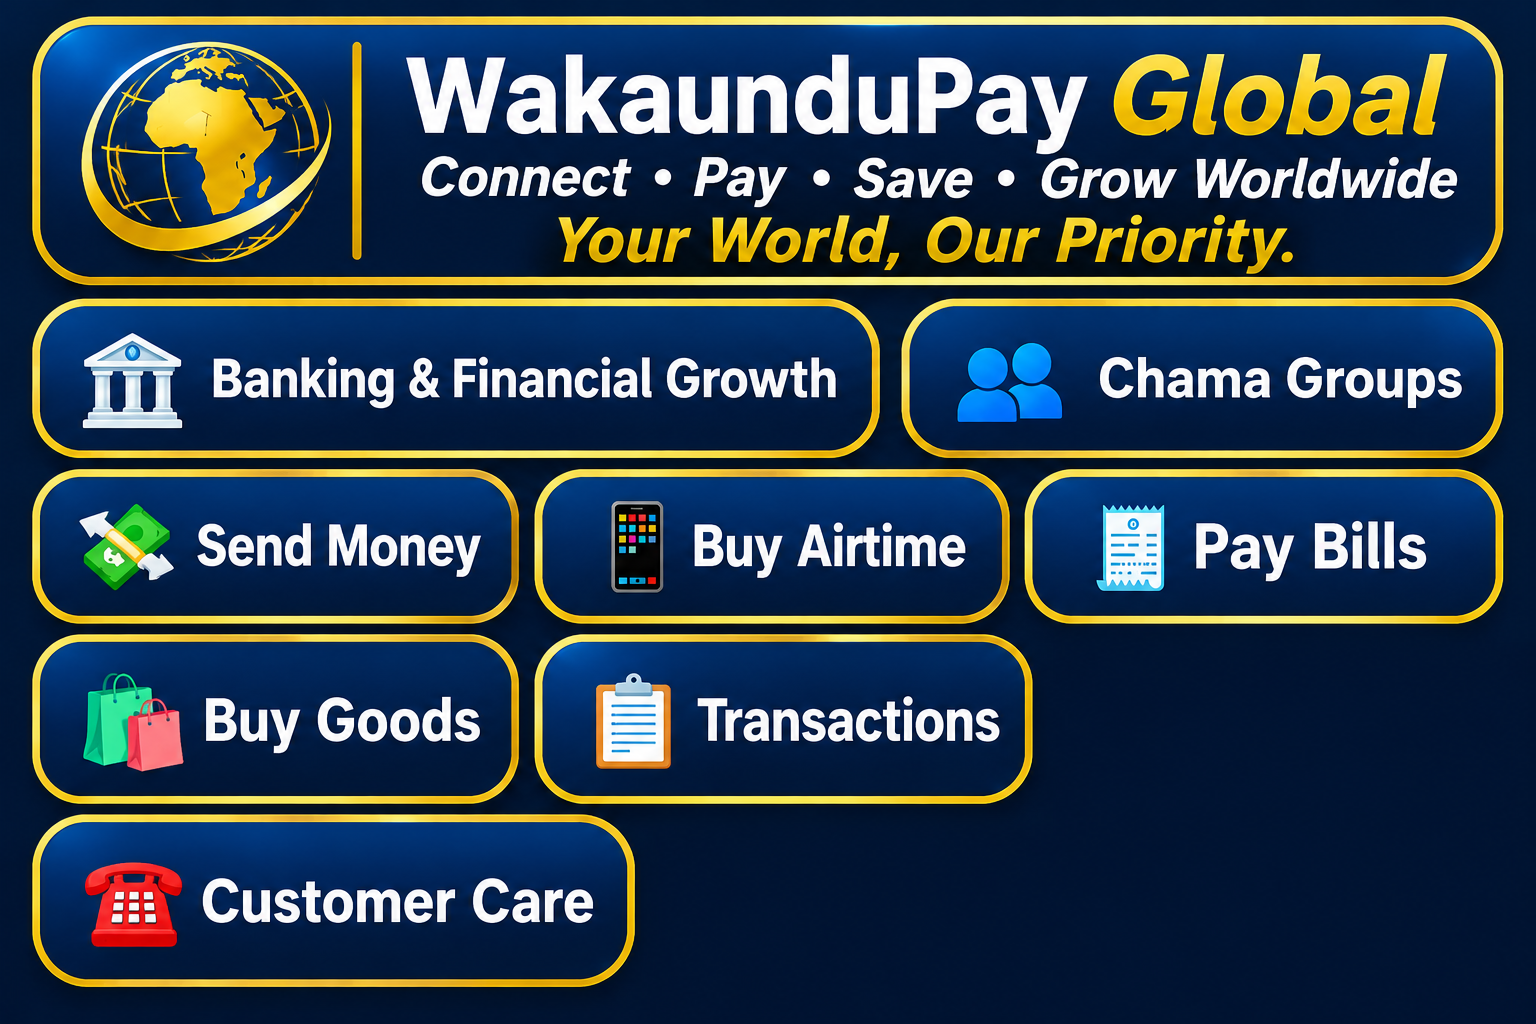 WakaunduPay Global
Connect • Pay • Save • Grow Worldwide
Your World, Our Priority.
Banking & Financial Growth
Chama Groups
Send Money
Buy Airtime
Pay Bills
Buy Goods
Transactions
Customer Care